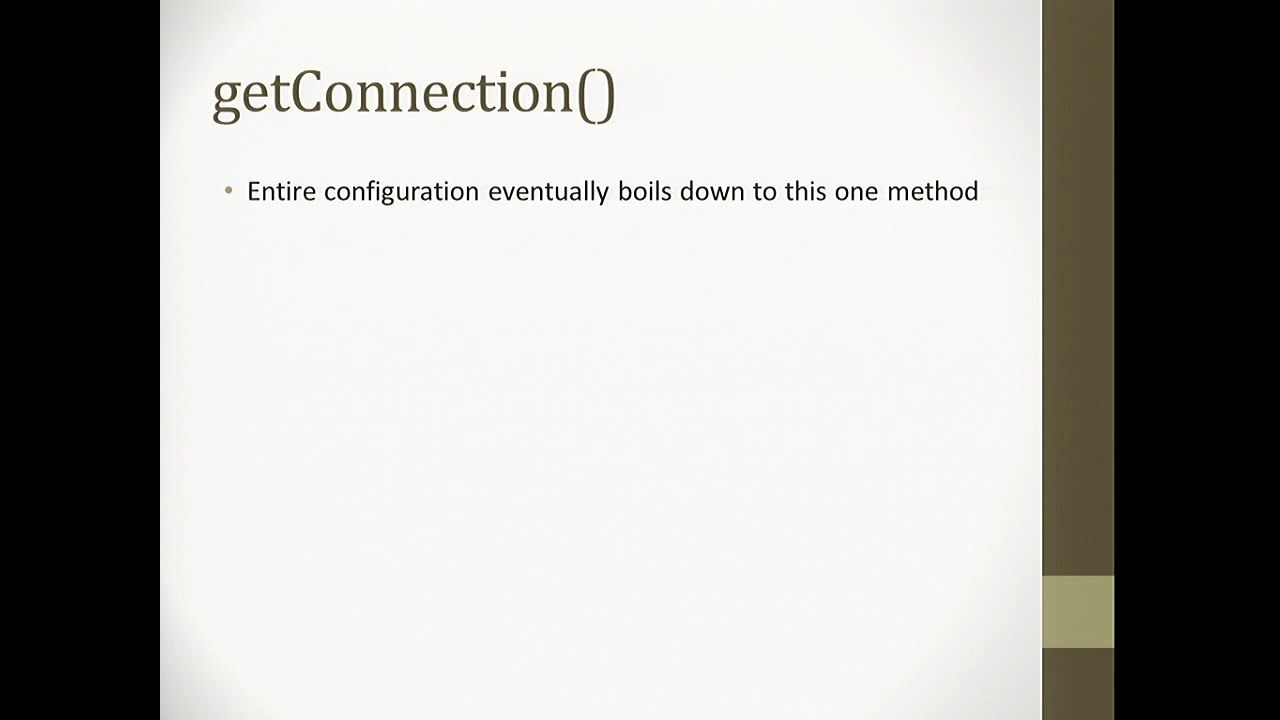 getConnection()
• Entire configuration eventually boils down to this one method